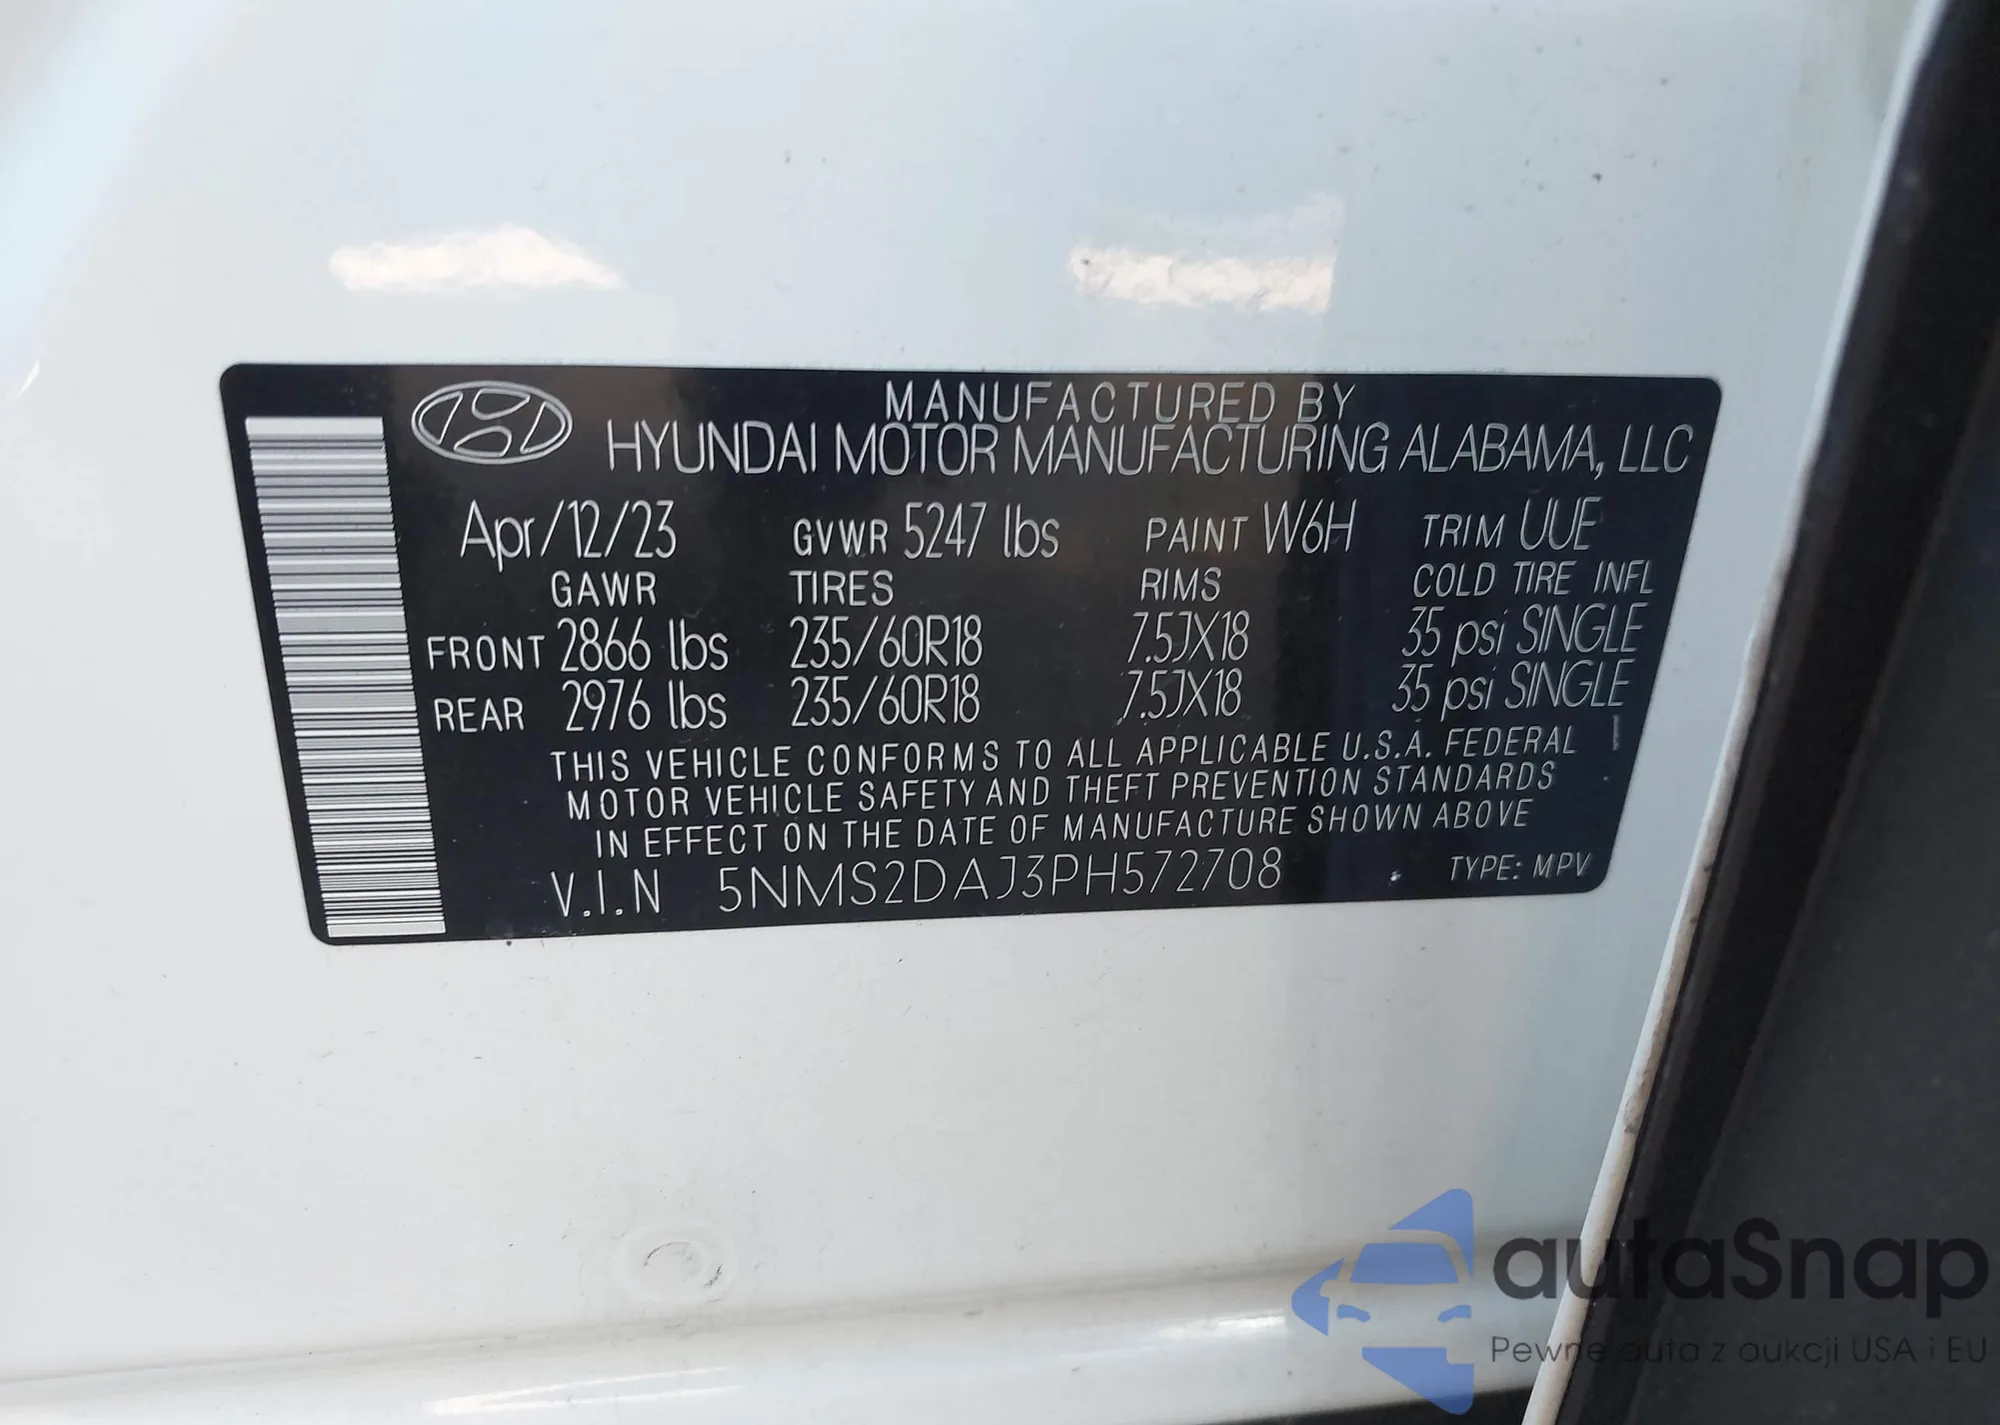 MANUFACTURED BY
HYUNDAI MOTOR MANUFACTURING ALABAMA, LLC
Apr/12/23 GVWR 5247 lbs PAINT W6H TRIM UUE
GAWR TIRES RIMS COLD TIRE INFL
FRONT 2866 lbs 235/60R18 7.5JX18 35 psi SINGLE
REAR 2976 lbs 235/60R18 7.5JX18 35 psi SINGLE
THIS VEHICLE CONFORMS TO ALL APPLICABLE U.S.A. FEDERAL
MOTOR VEHICLE SAFETY AND THEFT PREVENTION STANDARDS
IN EFFECT ON THE DATE OF MANUFACTURE SHOWN ABOVE
V.I.N 5NMS2DAJ3PH572708 TYPE: MPV
autaSnap
Pewne auta z aukcji USA i EU